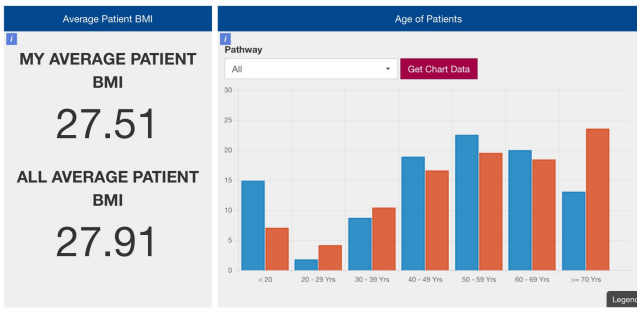 Average Patient BMI
i
MY AVERAGE PATIENT
BMI
27.51
ALL AVERAGE PATIENT
BMI
27.91
Age of Patients
i
Pathway
All
Get Chart Data
30
25
20
15
10
5
0
< 20
20 - 29 Yrs
30 - 39 Yrs
40 - 49 Yrs
50 - 59 Yrs
60 - 69 Yrs
>= 70 Yrs
Legend